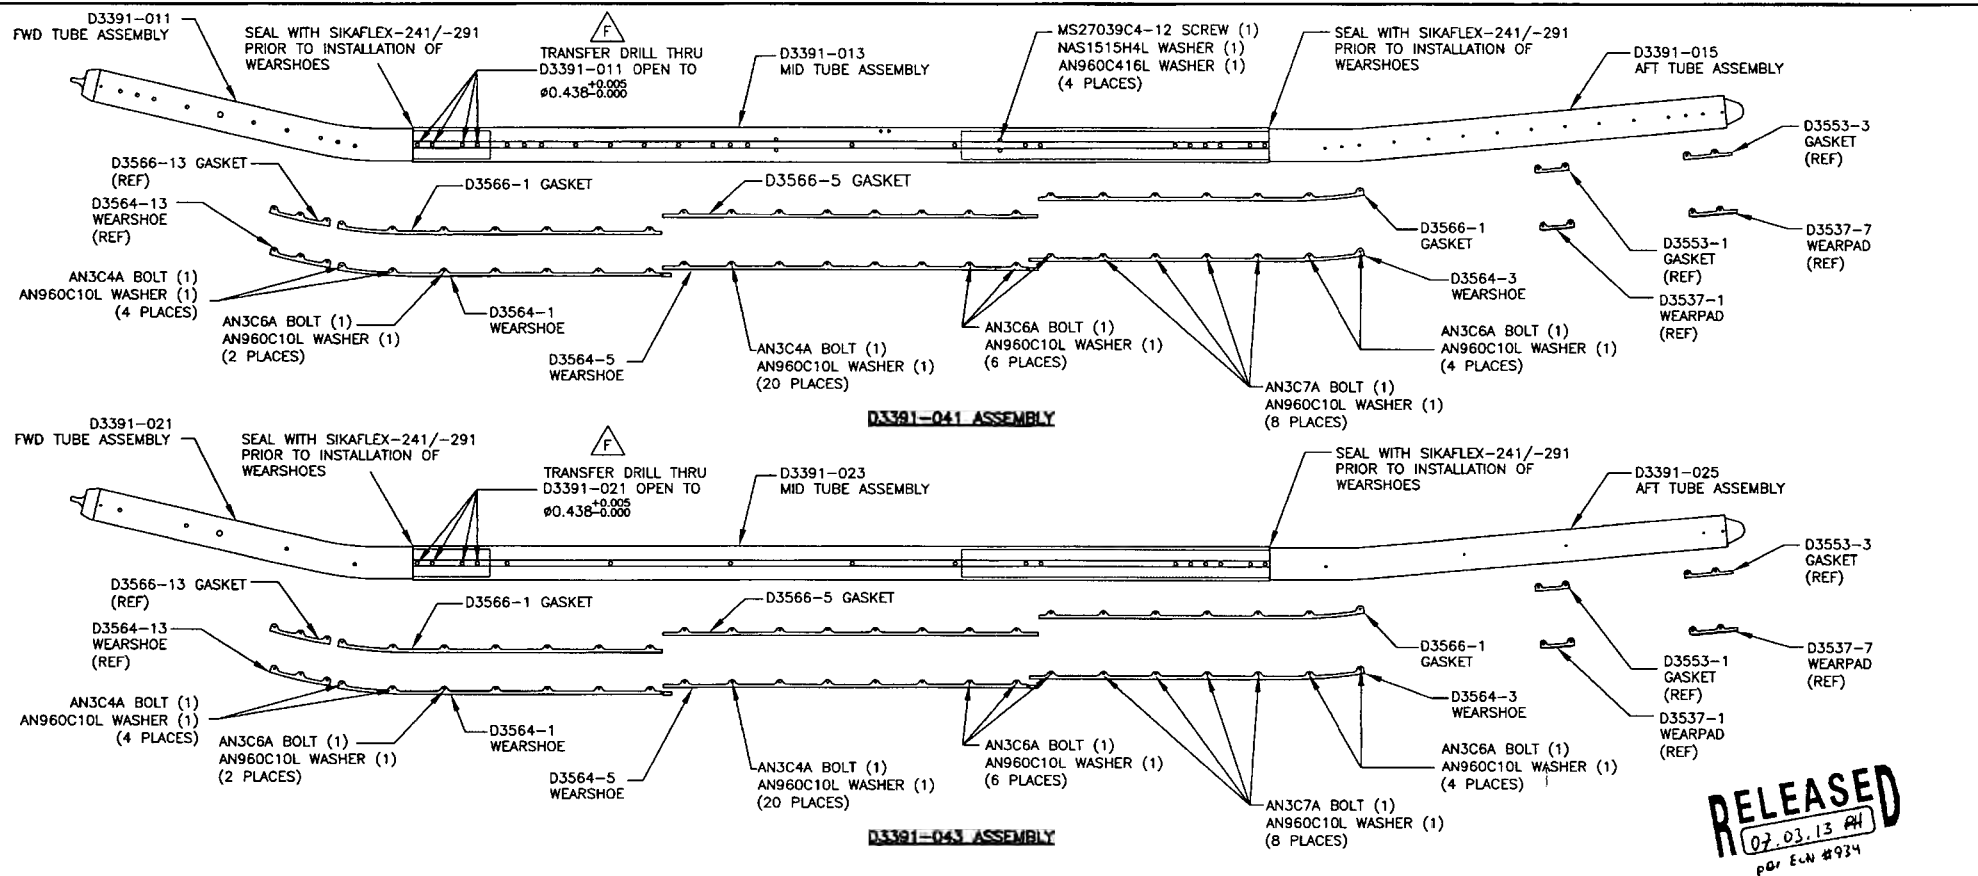 D3391-011
FWD TUBE ASSEMBLY
SEAL WITH SIKAFLEX-241/-291
PRIOR TO INSTALLATION OF
WEARSHOES
F
TRANSFER DRILL THRU
D3391-011 OPEN TO
ø0.438+0.005-0.000
D3391-013
MID TUBE ASSEMBLY
MS27039C4-12 SCREW (1)
NAS1515H4L WASHER (1)
AN960C416L WASHER (1)
(4 PLACES)
SEAL WITH SIKAFLEX-241/-291
PRIOR TO INSTALLATION OF
WEARSHOES
D3391-015
AFT TUBE ASSEMBLY
D3553-3
GASKET
(REF)
D3566-13 GASKET
(REF)
D3566-1 GASKET
D3566-5 GASKET
D3564-13
WEARSHOE
(REF)
D3566-1
GASKET
D3553-1
GASKET
(REF)
D3537-7
WEARPAD
(REF)
AN3C4A BOLT (1)
AN960C10L WASHER (1)
(4 PLACES)
D3564-3
WEARSHOE
D3537-1
WEARPAD
(REF)
AN3C6A BOLT (1)
AN960C10L WASHER (1)
(2 PLACES)
D3564-1
WEARSHOE
D3564-5
WEARSHOE
AN3C4A BOLT (1)
AN960C10L WASHER (1)
(20 PLACES)
AN3C6A BOLT (1)
AN960C10L WASHER (1)
(6 PLACES)
AN3C7A BOLT (1)
AN960C10L WASHER (1)
(8 PLACES)
AN3C6A BOLT (1)
AN960C10L WASHER (1)
(4 PLACES)
D3391-041 ASSEMBLY
D3391-021
FWD TUBE ASSEMBLY
SEAL WITH SIKAFLEX-241/-291
PRIOR TO INSTALLATION OF
WEARSHOES
F
TRANSFER DRILL THRU
D3391-021 OPEN TO
ø0.438+0.005-0.000
D3391-023
MID TUBE ASSEMBLY
SEAL WITH SIKAFLEX-241/-291
PRIOR TO INSTALLATION OF
WEARSHOES
D3391-025
AFT TUBE ASSEMBLY
D3553-3
GASKET
(REF)
D3566-13 GASKET
(REF)
D3566-1 GASKET
D3566-5 GASKET
D3564-13
WEARSHOE
(REF)
D3566-1
GASKET
D3553-1
GASKET
(REF)
D3537-7
WEARPAD
(REF)
AN3C4A BOLT (1)
AN960C10L WASHER (1)
(4 PLACES)
D3564-3
WEARSHOE
D3537-1
WEARPAD
(REF)
AN3C6A BOLT (1)
AN960C10L WASHER (1)
(2 PLACES)
D3564-1
WEARSHOE
D3564-5
WEARSHOE
AN3C4A BOLT (1)
AN960C10L WASHER (1)
(20 PLACES)
AN3C6A BOLT (1)
AN960C10L WASHER (1)
(6 PLACES)
AN3C7A BOLT (1)
AN960C10L WASHER (1)
(8 PLACES)
AN3C6A BOLT (1)
AN960C10L WASHER (1)
(4 PLACES)
D3391-043 ASSEMBLY
RELEASED
07.03.13 PH
per ECN #934